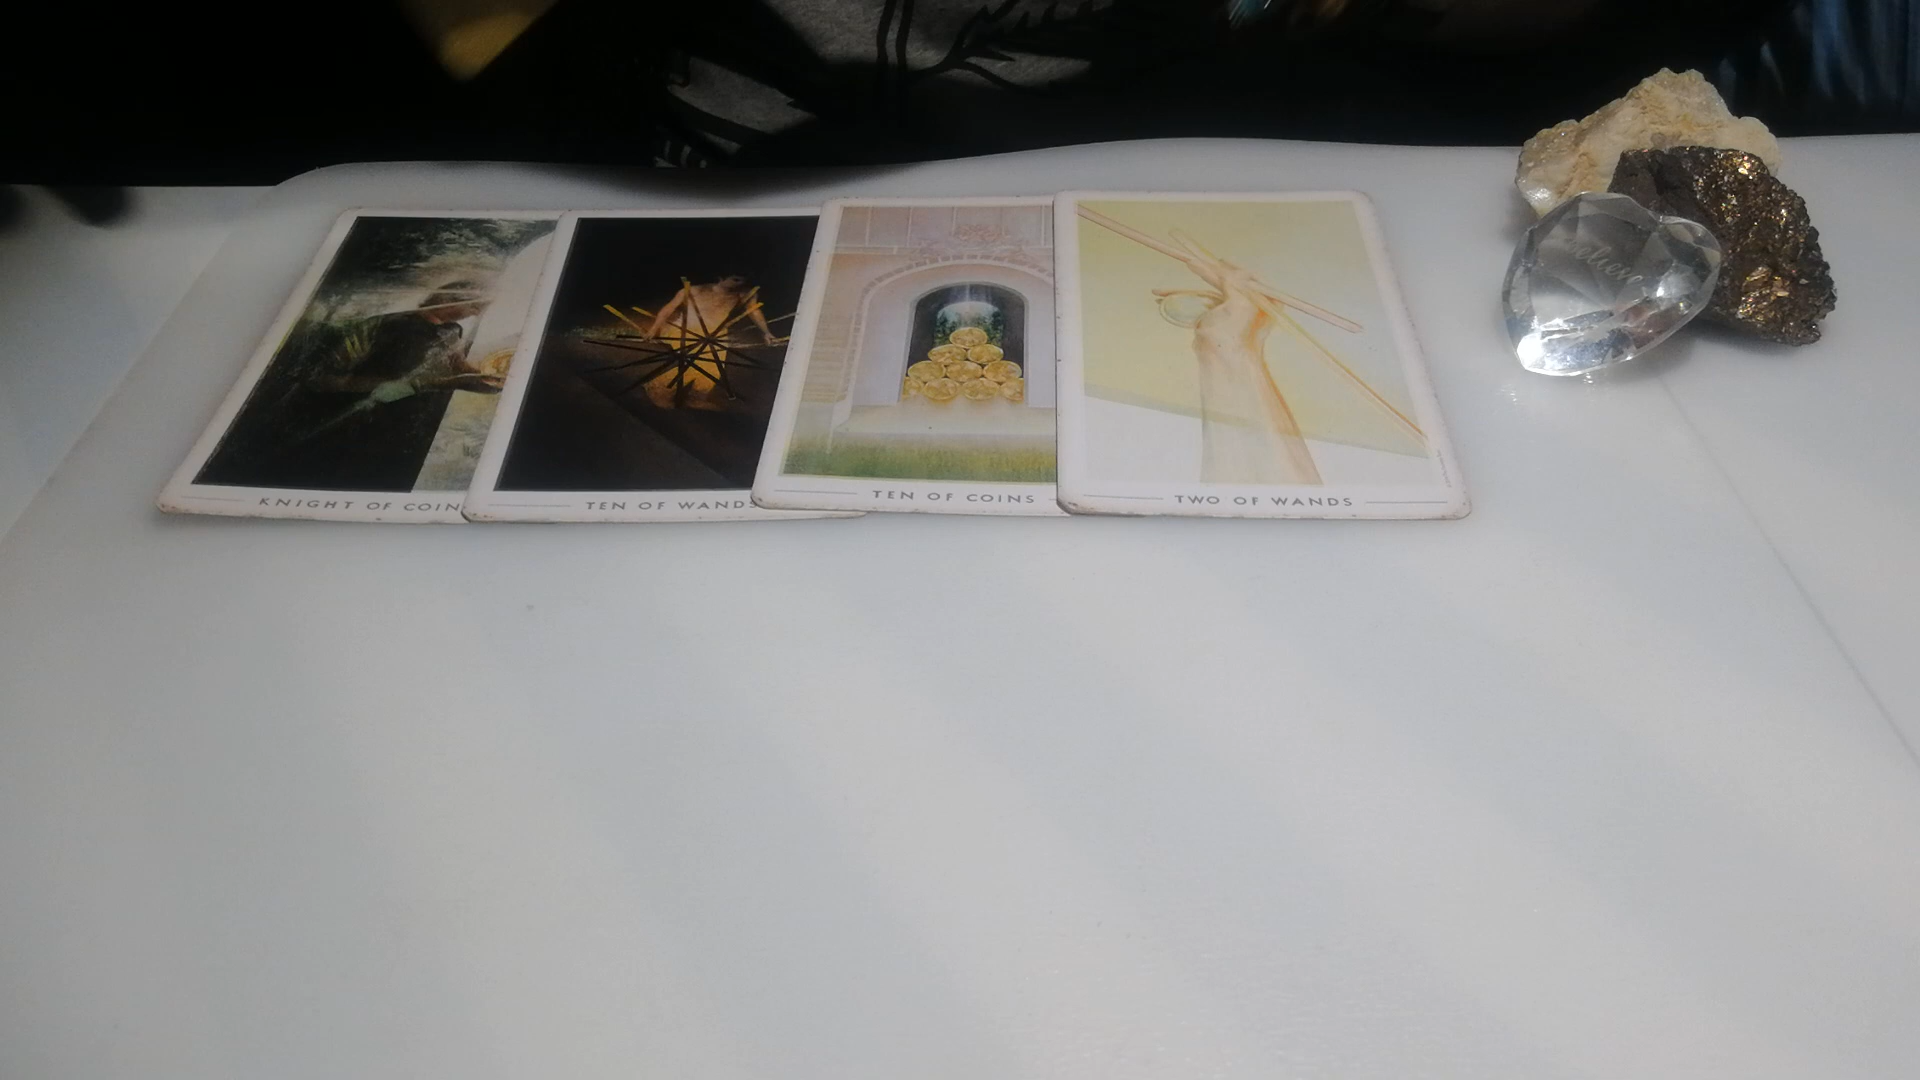 KNIGHT OF COIN
TEN OF WANDS
TEN OF COINS
TWO OF WANDS